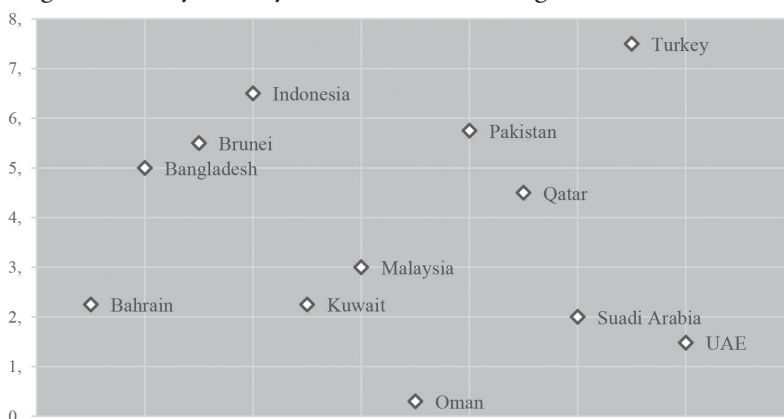 8,
Turkey
7,
Indonesia
6,
Pakistan
Brunei
5,
Bangladesh
Qatar
4,
3,
Malaysia
Bahrain
Kuwait
2,
Suadi Arabia
UAE
1,
Oman
0,